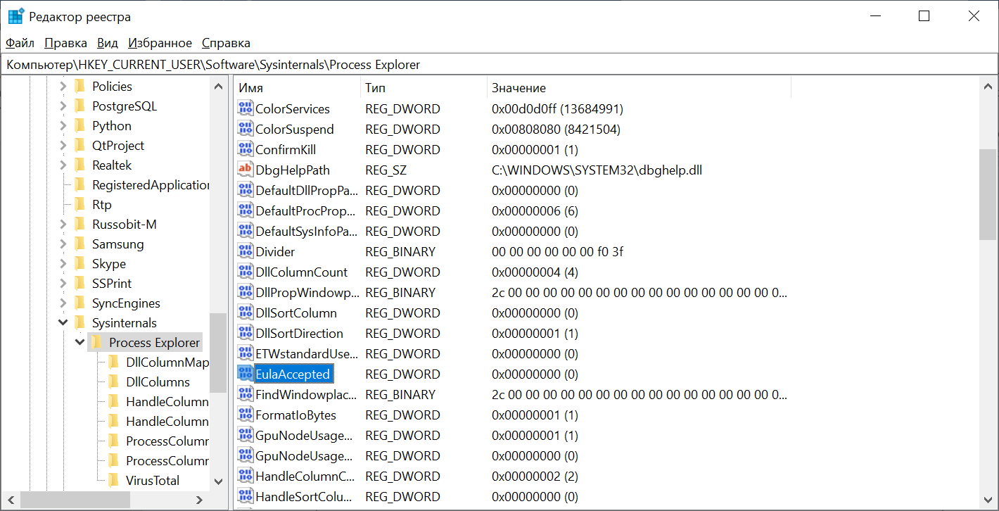 Редактор реестра
Файл Правка Вид Избранное Справка
Компьютер\HKEY_CURRENT_USER\Software\Sysinternals\Process Explorer
Policies
PostgreSQL
Python
QtProject
Realtek
RegisteredApplication
Rtp
Russobit-M
Samsung
Skype
SSPrint
SyncEngines
Sysinternals
Process Explorer
DllColumnMap
DllColumns
HandleColumn
HandleColumn
ProcessColumn
ProcessColumn
VirusTotal
Имя Тип Значение
ColorServices REG_DWORD 0x00d0d0ff (13684991)
ColorSuspend REG_DWORD 0x00808080 (8421504)
ConfirmKill REG_DWORD 0x00000001 (1)
DbgHelpPath REG_SZ C:\WINDOWS\SYSTEM32\dbghelp.dll
DefaultDllPropPa... REG_DWORD 0x00000000 (0)
DefaultProcProp... REG_DWORD 0x00000006 (6)
DefaultSysInfoPa... REG_DWORD 0x00000000 (0)
Divider REG_BINARY 00 00 00 00 00 00 f0 3f
DllColumnCount REG_DWORD 0x00000004 (4)
DllPropWindowp... REG_BINARY 2c 00 00 00 00 00 00 00 00 00 00 00 00 00 00 0...
DllSortColumn REG_DWORD 0x00000000 (0)
DllSortDirection REG_DWORD 0x00000001 (1)
ETWstandardUse... REG_DWORD 0x00000000 (0)
EulaAccepted REG_DWORD 0x00000000 (0)
FindWindowplac... REG_BINARY 2c 00 00 00 00 00 00 00 00 00 00 00 00 00 00 0...
FormatIoBytes REG_DWORD 0x00000001 (1)
GpuNodeUsage... REG_DWORD 0x00000001 (1)
GpuNodeUsage... REG_DWORD 0x00000000 (0)
HandleColumnC... REG_DWORD 0x00000002 (2)
HandleSortColu... REG_DWORD 0x00000000 (0)